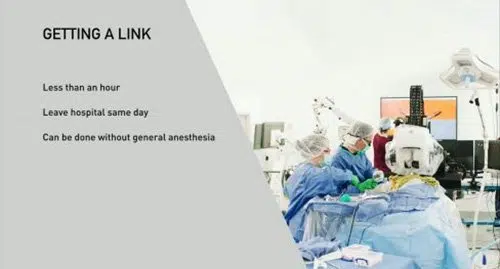 GETTING A LINK
Less than an hour
Leave hospital same day
Can be done without general anesthesia